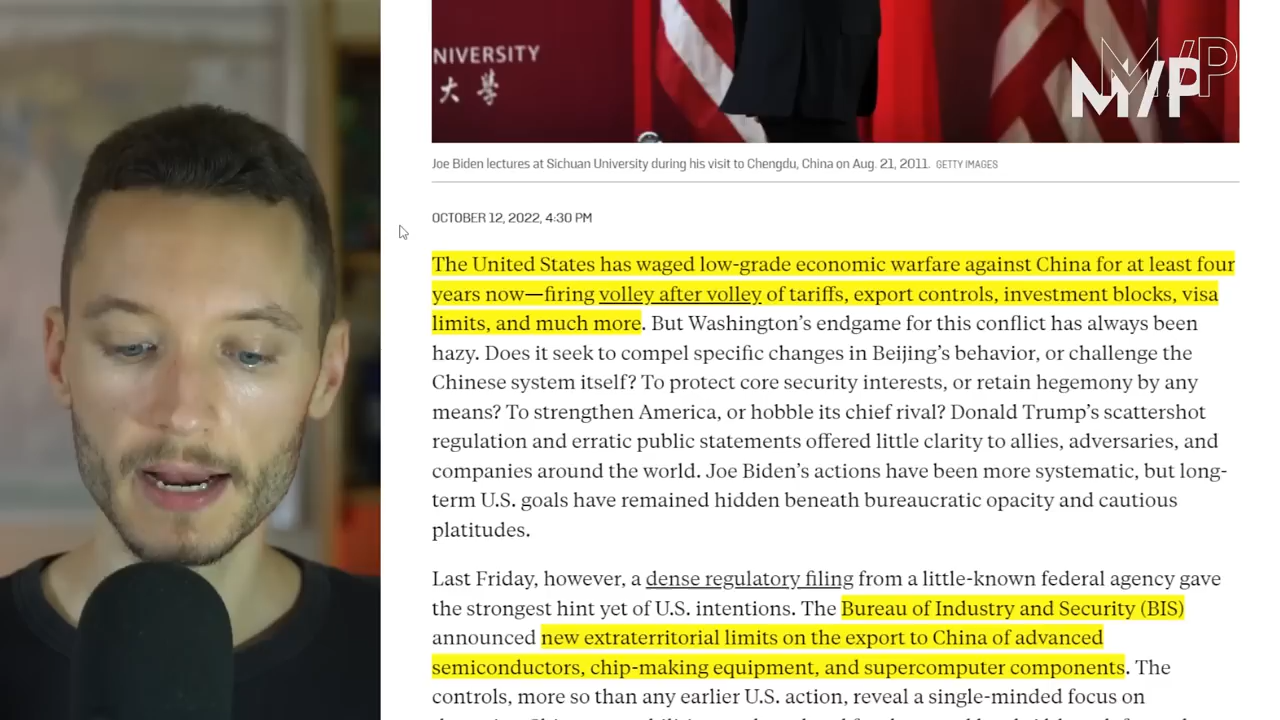 NIVERSITY
大學
M/P
Joe Biden lectures at Sichuan University during his visit to Chengdu, China on Aug. 21, 2011. GETTY IMAGES
OCTOBER 12, 2022, 4:30 PM
The United States has waged low-grade economic warfare against China for at least four
years now—firing volley after volley of tariffs, export controls, investment blocks, visa
limits, and much more. But Washington’s endgame for this conflict has always been
hazy. Does it seek to compel specific changes in Beijing’s behavior, or challenge the
Chinese system itself? To protect core security interests, or retain hegemony by any
means? To strengthen America, or hobble its chief rival? Donald Trump’s scattershot
regulation and erratic public statements offered little clarity to allies, adversaries, and
companies around the world. Joe Biden’s actions have been more systematic, but long-
term U.S. goals have remained hidden beneath bureaucratic opacity and cautious
platitudes.
Last Friday, however, a dense regulatory filing from a little-known federal agency gave
the strongest hint yet of U.S. intentions. The Bureau of Industry and Security (BIS)
announced new extraterritorial limits on the export to China of advanced
semiconductors, chip-making equipment, and supercomputer components. The
controls, more so than any earlier U.S. action, reveal a single-minded focus on